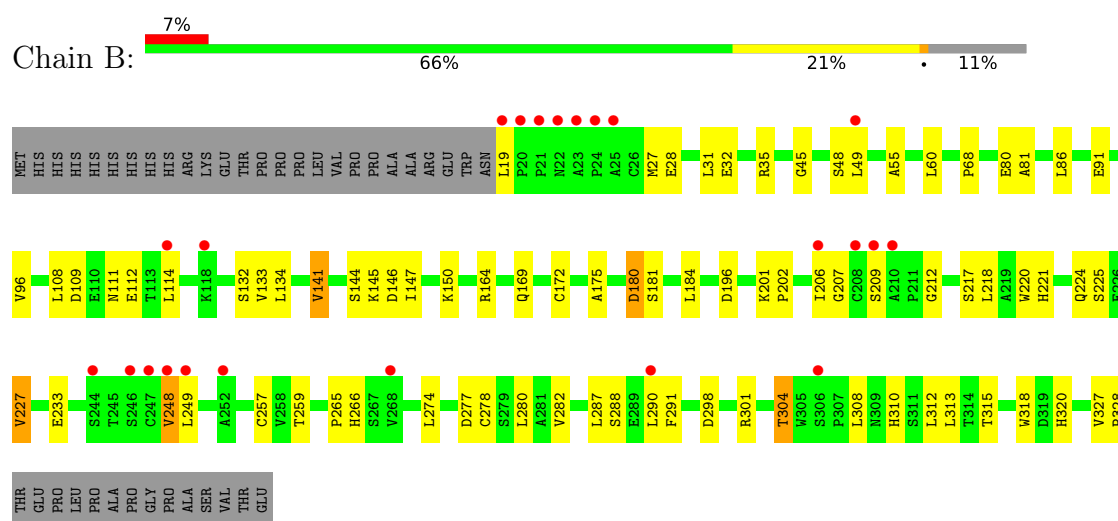 Chain B:
7%
66%
21%
•
11%
MET HIS HIS HIS HIS HIS HIS HIS HIS ARG LYS GLU THR PRO PRO PRO LEU VAL PRO PRO ALA ALA ARG GLU TRP ASN L19 P20 P21 N22 A23 P24 A25 C26 M27 E28 L31 E32 R35 G45 S48 L49 A55 L60 P68 E80 A81 L86 E91
V96 L108 D109 E110 N111 E112 T113 L114 K118 S132 V133 L134 V141 S144 K145 D146 I147 K150 R164 Q169 C172 A175 D180 S181 L184 D196 K201 P202 I206 G207 C208 S209 A210 P211 G212 S217 L218 A219 W220 H221 Q224 S225
V227 E233 S244 T245 S246 C247 V248 L249 A252 C257 V258 T259 P265 H266 S267 V268 L274 D277 C278 S279 L280 A281 V282 L287 S288 E289 L290 F291 D298 R301 T304 W305 S306 P307 L308 N309 H310 S311 L312 L313 T314 T315 W318 D319 H320 V327
THR GLU PRO LEU PRO ALA PRO GLY PRO ALA SER VAL THR GLU